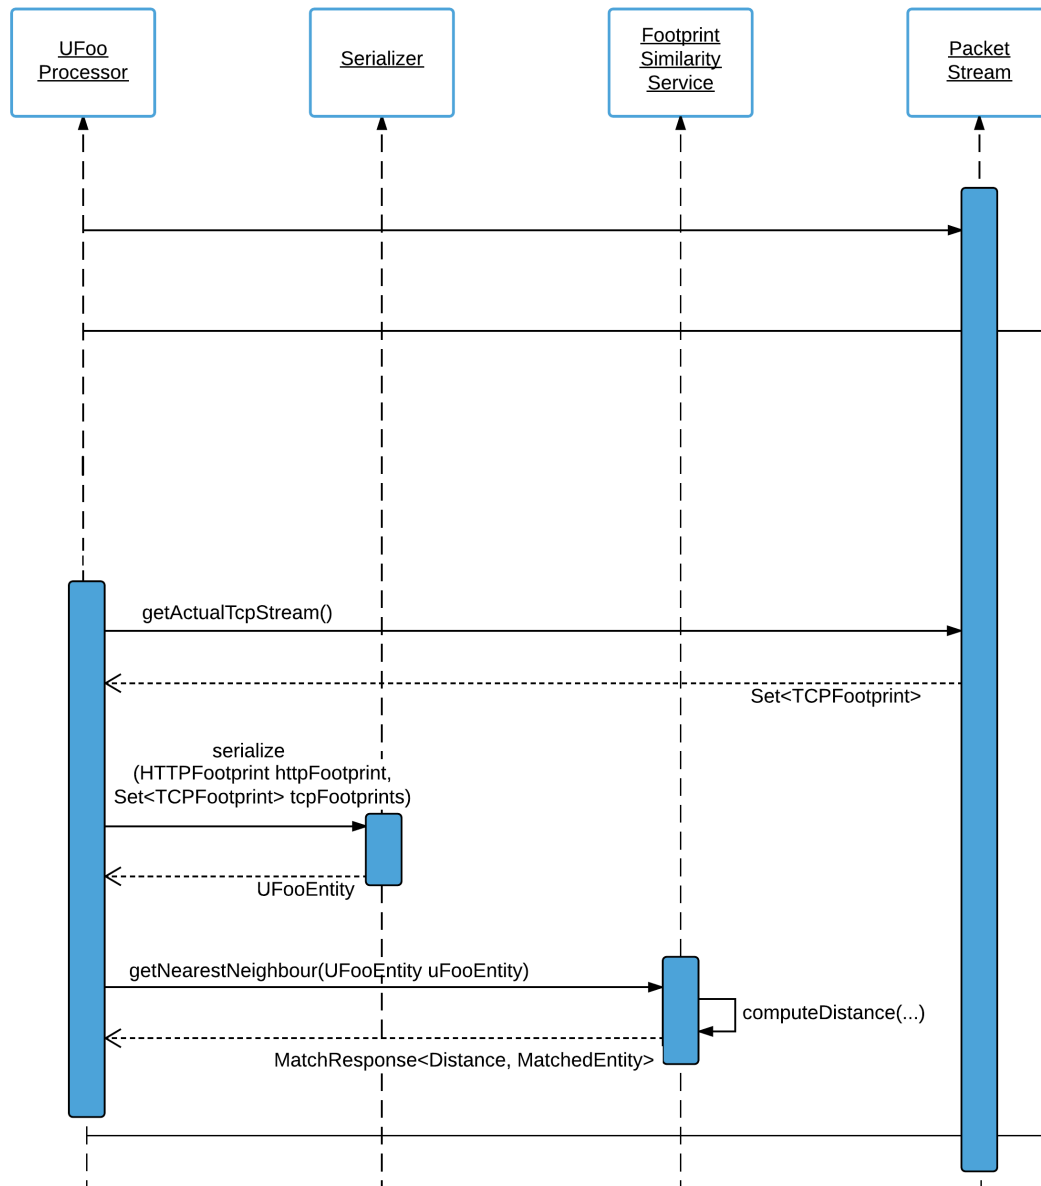 UFoo
Processor
Serializer
Footprint
Similarity
Service
Packet
Stream
getActualTcpStream()
Set<TCPFootprint>
serialize
(HTTPFootprint httpFootprint,
Set<TCPFootprint> tcpFootprints)
UFooEntity
getNearestNeighbour(UFooEntity uFooEntity)
computeDistance(...)
MatchResponse<Distance, MatchedEntity>